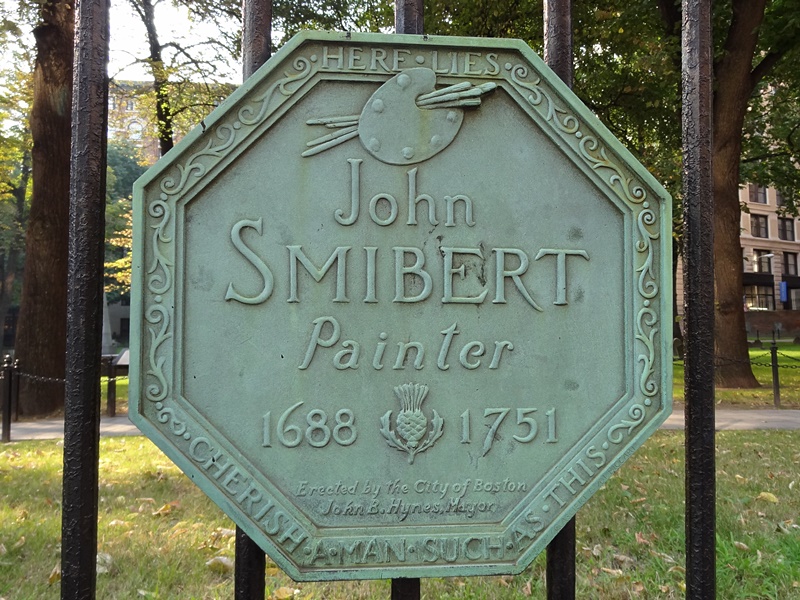 HERE · LIES
John
SMIBERT
Painter
1688 1751
Erected by the City of Boston
John B. Hynes, Mayor
CHERISH · A · MAN · SUCH · AS · THIS